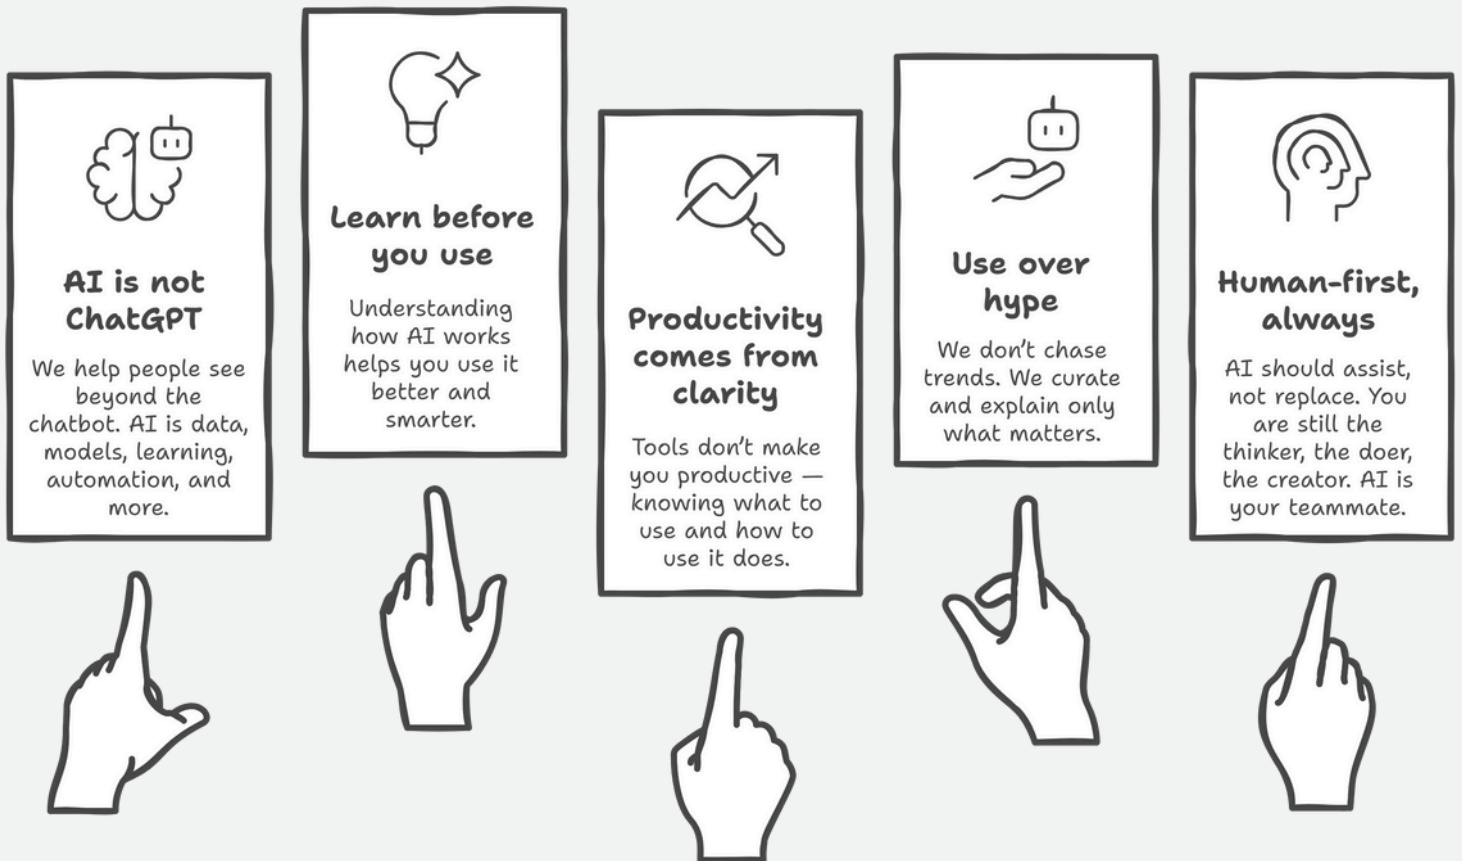 AI is not
ChatGPT
We help people see
beyond the
chatbot. AI is data,
models, learning,
automation, and
more.
Learn before
you use
Understanding
how AI works
helps you use it
better and
smarter.
Productivity
comes from
clarity
Tools don't make
you productive —
knowing what to
use and how to
use it does.
Use over
hype
We don't chase
trends. We curate
and explain only
what matters.
Human-first,
always
AI should assist,
not replace. You
are still the
thinker, the doer,
the creator. AI is
your teammate.